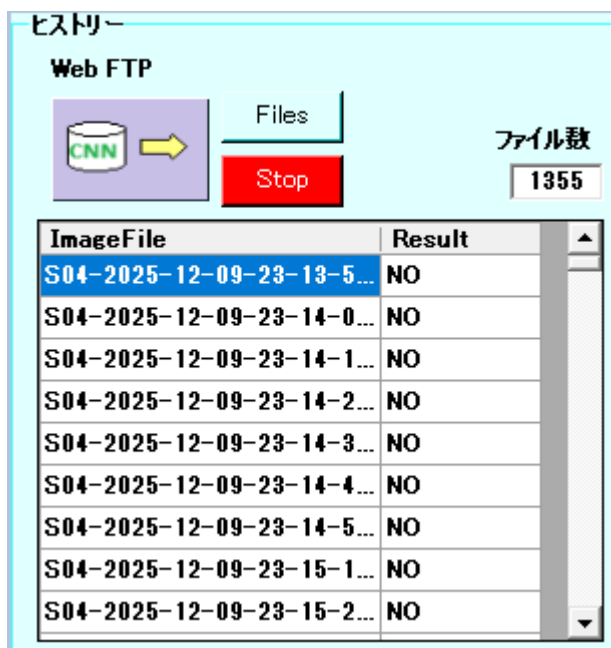 ヒストリー
Web FTP
CNN
Files
Stop
ファイル数
1355
ImageFile Result
S04-2025-12-09-23-13-5... NO
S04-2025-12-09-23-14-0... NO
S04-2025-12-09-23-14-1... NO
S04-2025-12-09-23-14-2... NO
S04-2025-12-09-23-14-3... NO
S04-2025-12-09-23-14-4... NO
S04-2025-12-09-23-14-5... NO
S04-2025-12-09-23-15-1... NO
S04-2025-12-09-23-15-2... NO